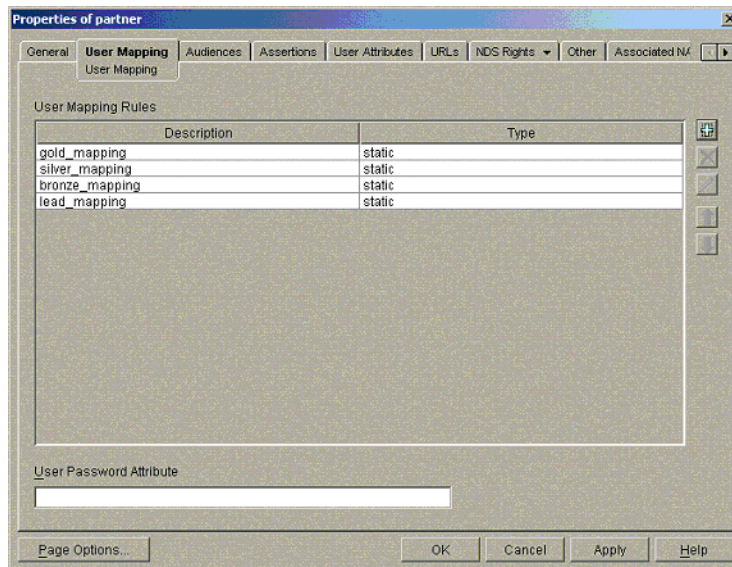 Properties of partner
General User Mapping Audiences Assertions User Attributes URLs NDS Rights Other
User Mapping
User Mapping Rules
Description Type
gold_mapping static
silver_mapping static
bronze_mapping static
lead_mapping static
User Password Attribute
Page Options... OK Cancel Apply Help